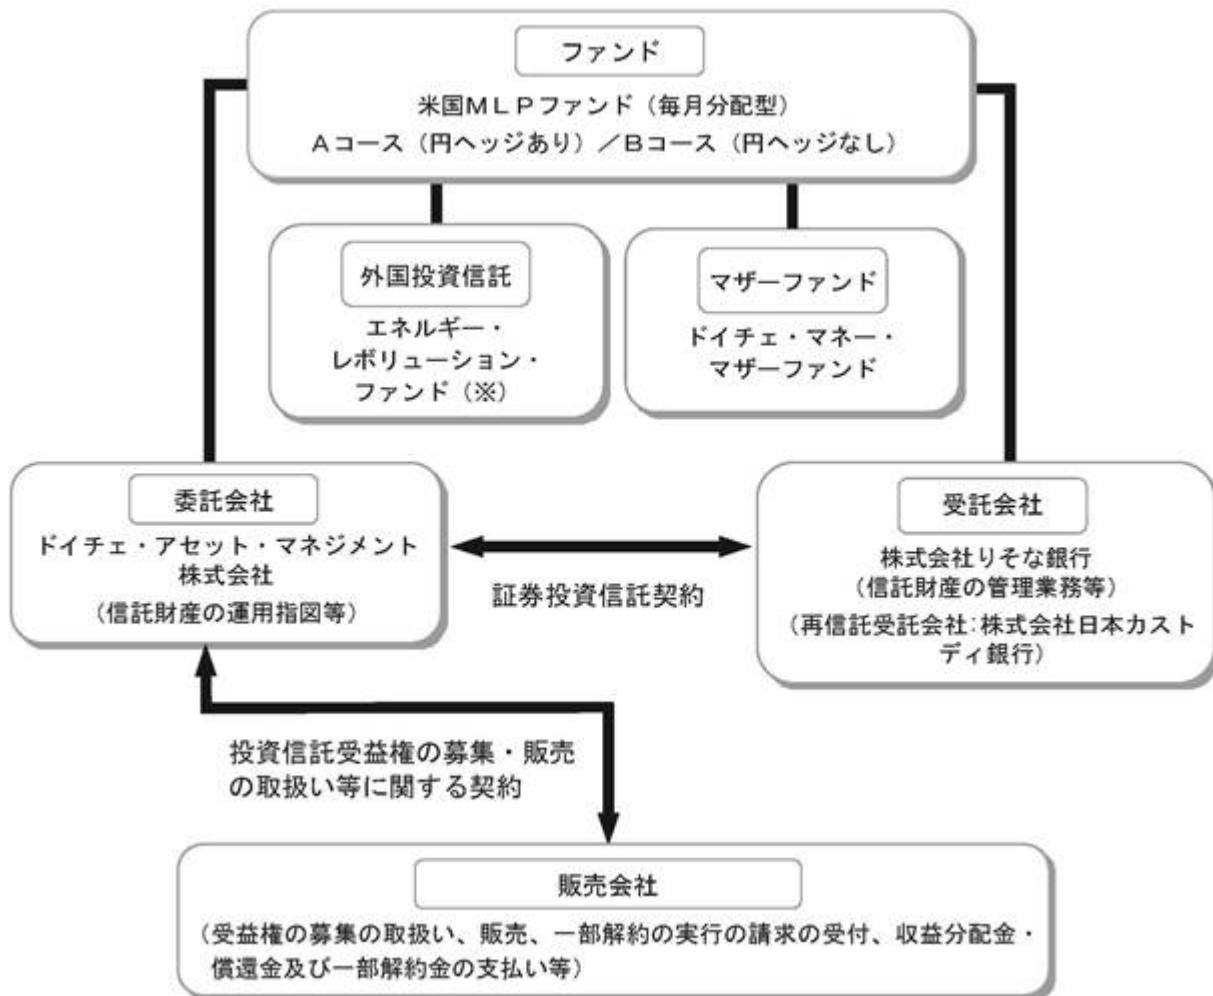 ファンド
米国MLPファンド（毎月分配型）
Aコース（円ヘッジあり）／Bコース（円ヘッジなし）
外国投資信託
エネルギー・
レボリューション・
ファンド（※）
マザーファンド
ドイチェ・マネー・
マザーファンド
委託会社
ドイチェ・アセット・マネジメント
株式会社
（信託財産の運用指図等）
証券投資信託契約
受託会社
株式会社りそな銀行
（信託財産の管理業務等）
（再信託受託会社：株式会社日本カスト
ディ銀行）
投資信託受益権の募集・販売
の取扱い等に関する契約
販売会社
（受益権の募集の取扱い、販売、一部解約の実行の請求の受付、収益分配金・
償還金及び一部解約金の支払い等）